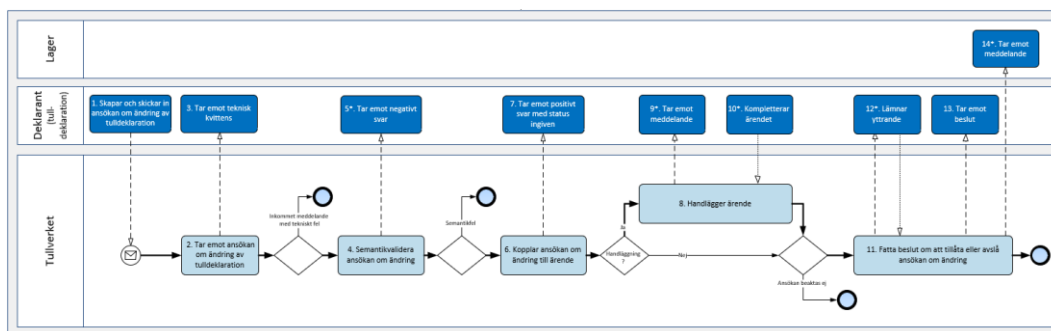 Lager
14*. Tar emot
meddelande
Deklarant
(tull-
deklaration)
1. Skapar och skickar in
ansökan om ändring av
tulldeklaration
3. Tar emot teknisk
kvittens
5*. Tar emot negativt
svar
7. Tar emot positivt
svar med status
ingiven
9*. Tar emot
meddelande
10*. Kompletterar
ärendet
12*. Lämnar
yttrande
13. Tar emot
beslut
Tullverket
2. Tar emot ansökan
om ändring av
tulldeklaration
Inkommet meddelande
med tekniskt fel
4. Semantikvalidera
ansökan om ändring
Semantikfel
6. Kopplar ansökan om
ändring till ärende
Handläggning
?
Ja
Nej
8. Handlägger ärende
Ansökan beaktas ej
11. Fatta beslut om att tillåta eller avslå
ansökan om ändring